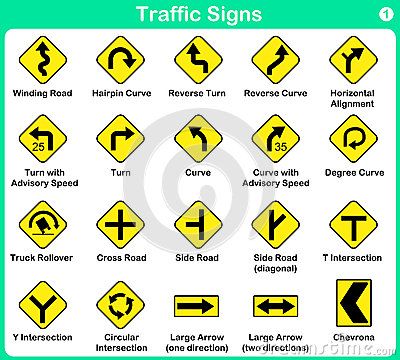 Traffic Signs
1
Winding Road
Hairpin Curve
Reverse Turn
Reverse Curve
Horizontal
Alignment
25
35
Turn with
Advisory Speed
Turn
Curve
Curve with
Advisory Speed
Degree Curve
Truck Rollover
Cross Road
Side Road
Side Road
(diagonal)
T Intersection
Y Intersection
Circular
Intersection
Large Arrow
(one direction)
Large Arrow
(two directions)
Chevrons